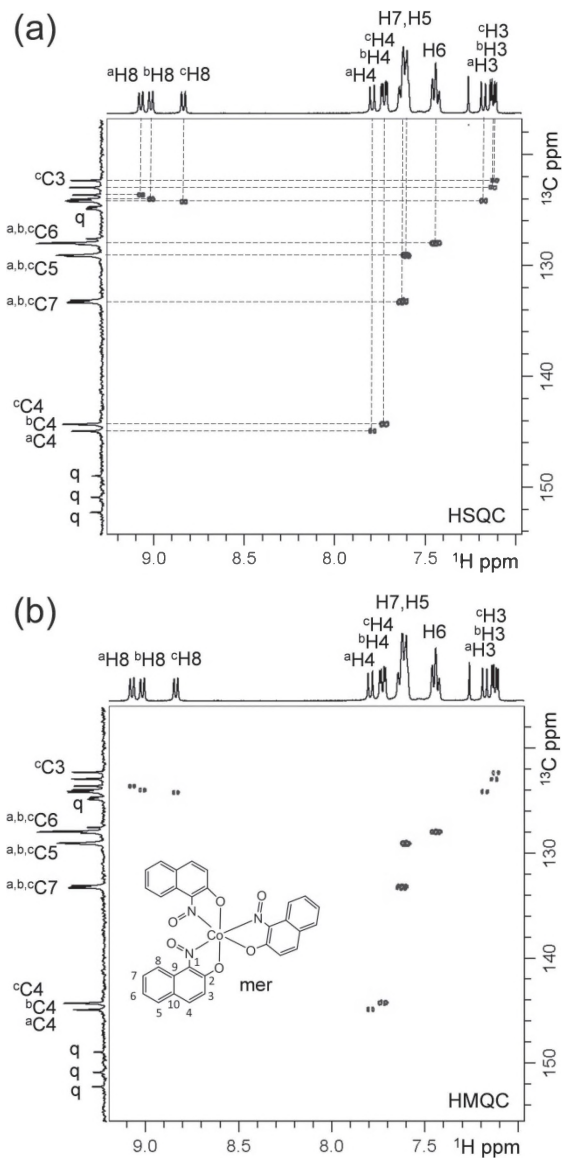 (a)
H7,H5
ᶜH4
ᵇH4
ᵃH4
H6
ᶜH3
ᵇH3
ᵃH3
ᵃH8 ᵇH8 ᶜH8
ᶜC3
q
ᵃ,ᵇ,ᶜC6
ᵃ,ᵇ,ᶜC5
ᵃ,ᵇ,ᶜC7
ᶜC4
ᵇC4
ᵃC4
q
q
q
¹³C ppm
130
140
150
HSQC
9.0 8.5 8.0 7.5 ¹H ppm
(b)
H7,H5
ᶜH4
ᵇH4
ᵃH4
H6
ᶜH3
ᵇH3
ᵃH3
ᵃH8 ᵇH8 ᶜH8
ᶜC3
q
ᵃ,ᵇ,ᶜC6
ᵃ,ᵇ,ᶜC5
ᵃ,ᵇ,ᶜC7
ᶜC4
ᵇC4
ᵃC4
q
q
q
¹³C ppm
130
140
150
O
N
O
O
N
Co
O
N
O
O
1
2
3
4
5
6
7
8
9
10
mer
HMQC
9.0 8.5 8.0 7.5 ¹H ppm